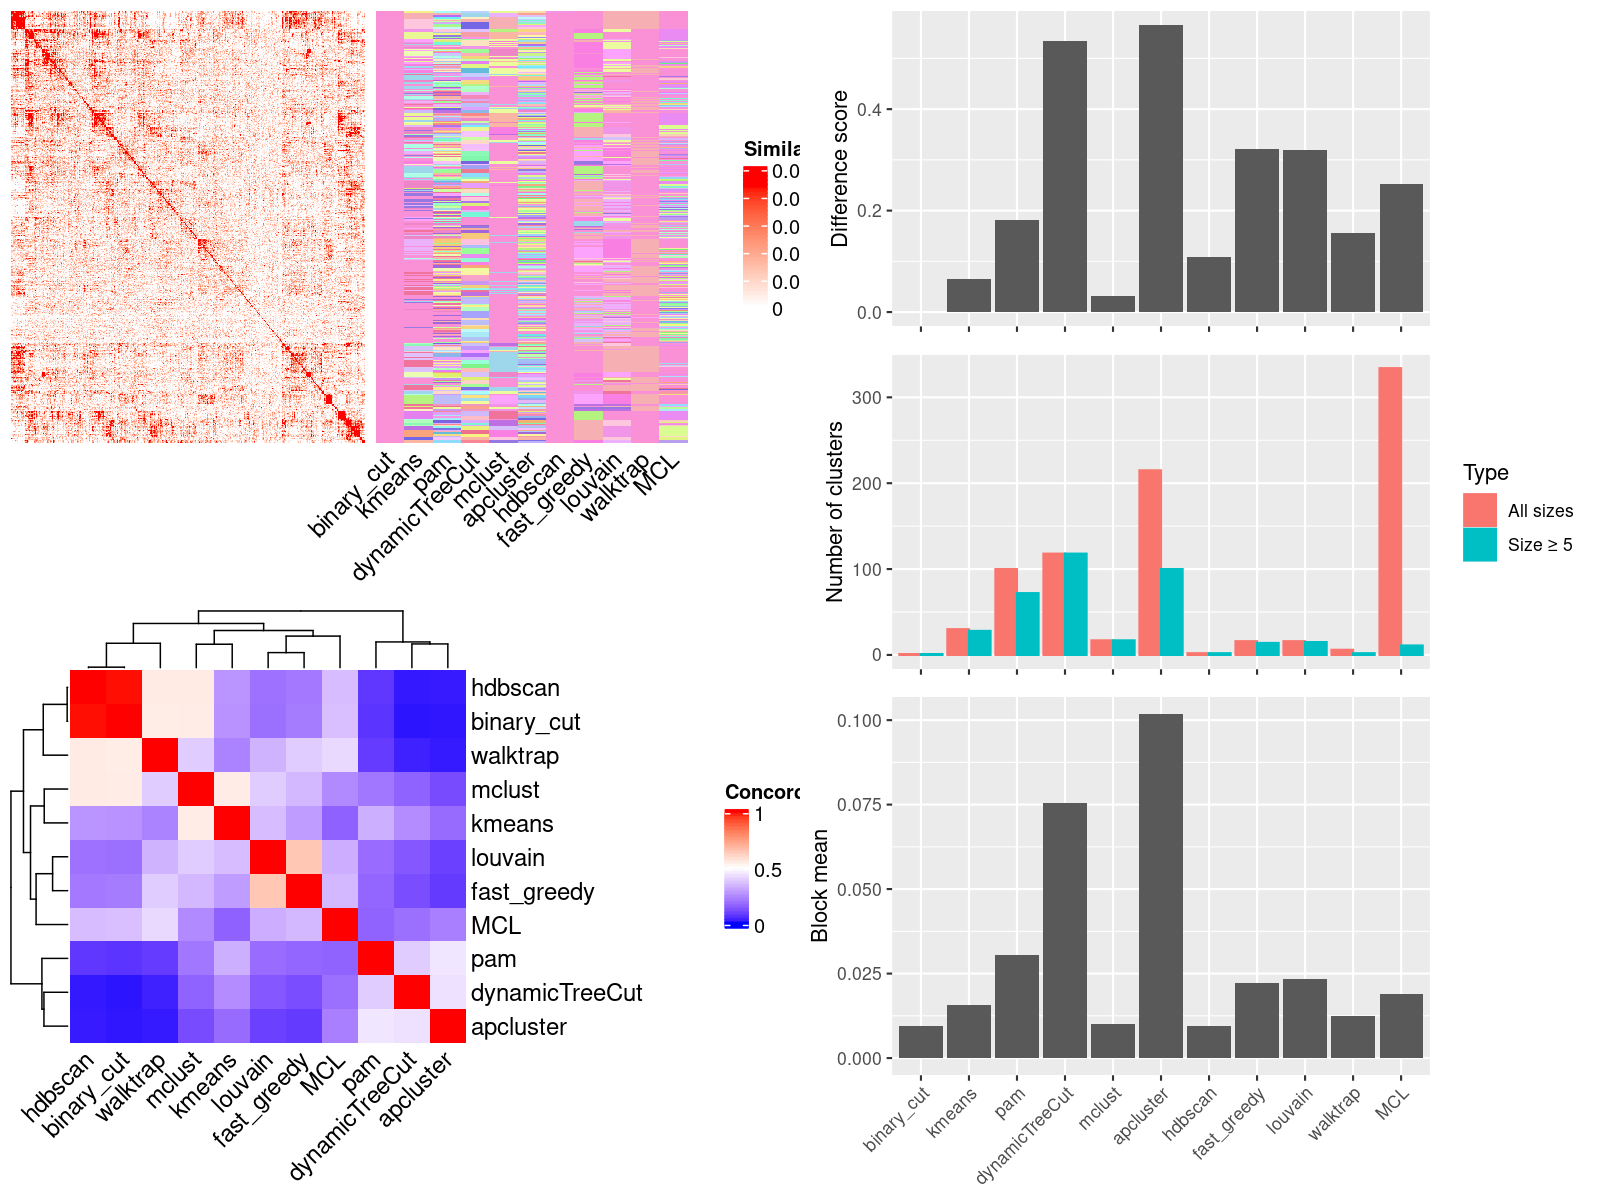 Simila
0.0
0.0
0.0
0.0
0.0
0
binary_cut
kmeans
pam
dynamicTreeCut
mclust
apcluster
hdbscan
fast_greedy
louvain
walktrap
MCL
hdbscan
binary_cut
walktrap
mclust
kmeans
louvain
fast_greedy
MCL
pam
dynamicTreeCut
apcluster
hdbscan
binary_cut
walktrap
mclust
kmeans
louvain
fast_greedy
MCL
pam
dynamicTreeCut
apcluster
Concord
1
0.5
0
Difference score
0.4
0.2
0.0
Number of clusters
300
200
100
0
Type
All sizes
Size ≥ 5
Block mean
0.100
0.075
0.050
0.025
0.000
binary_cut
kmeans
pam
dynamicTreeCut
mclust
apcluster
hdbscan
fast_greedy
louvain
walktrap
MCL